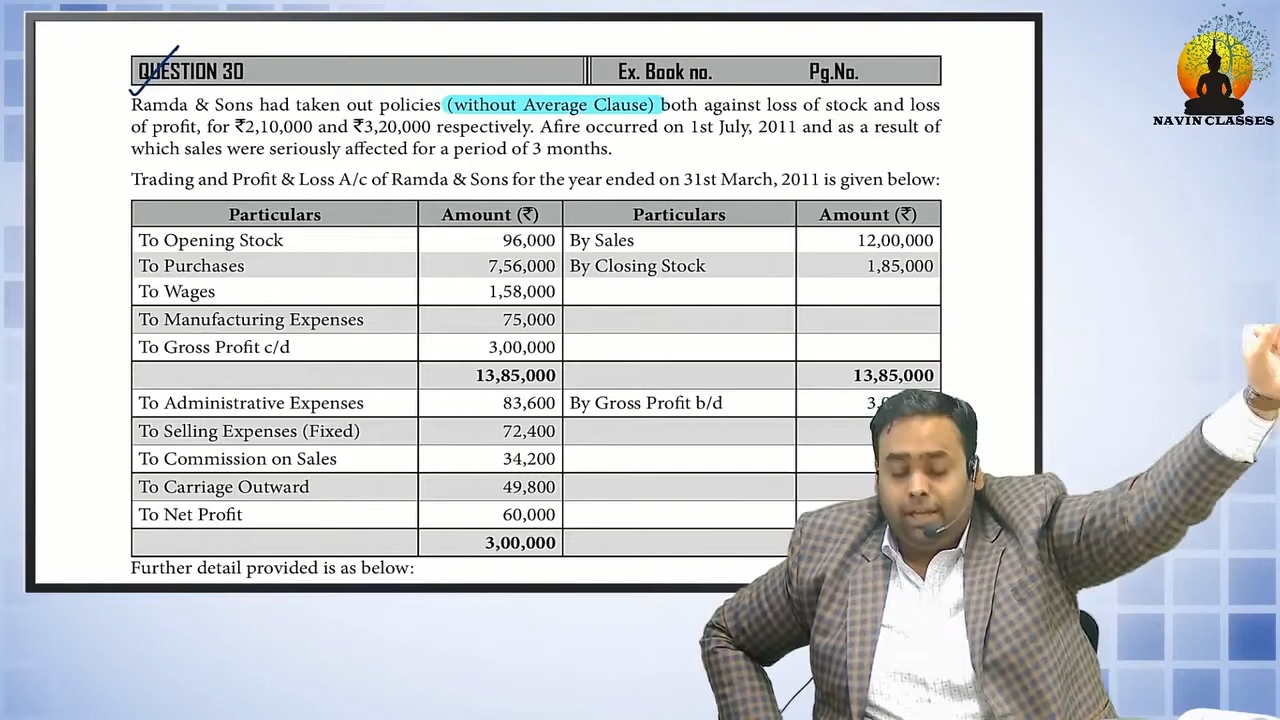 QUESTION 30 Ex. Book no. Pg.No.
NAVIN CLASSES
Ramda & Sons had taken out policies (without Average Clause) both against loss of stock and loss
of profit, for ₹2,10,000 and ₹3,20,000 respectively. Afire occurred on 1st July, 2011 and as a result of
which sales were seriously affected for a period of 3 months.
Trading and Profit & Loss A/c of Ramda & Sons for the year ended on 31st March, 2011 is given below:
Particulars Amount (₹) Particulars Amount (₹)
To Opening Stock 96,000 By Sales 12,00,000
To Purchases 7,56,000 By Closing Stock 1,85,000
To Wages 1,58,000
To Manufacturing Expenses 75,000
To Gross Profit c/d 3,00,000
13,85,000 13,85,000
To Administrative Expenses 83,600 By Gross Profit b/d
To Selling Expenses (Fixed) 72,400
To Commission on Sales 34,200
To Carriage Outward 49,800
To Net Profit 60,000
3,00,000
Further detail provided is as below: